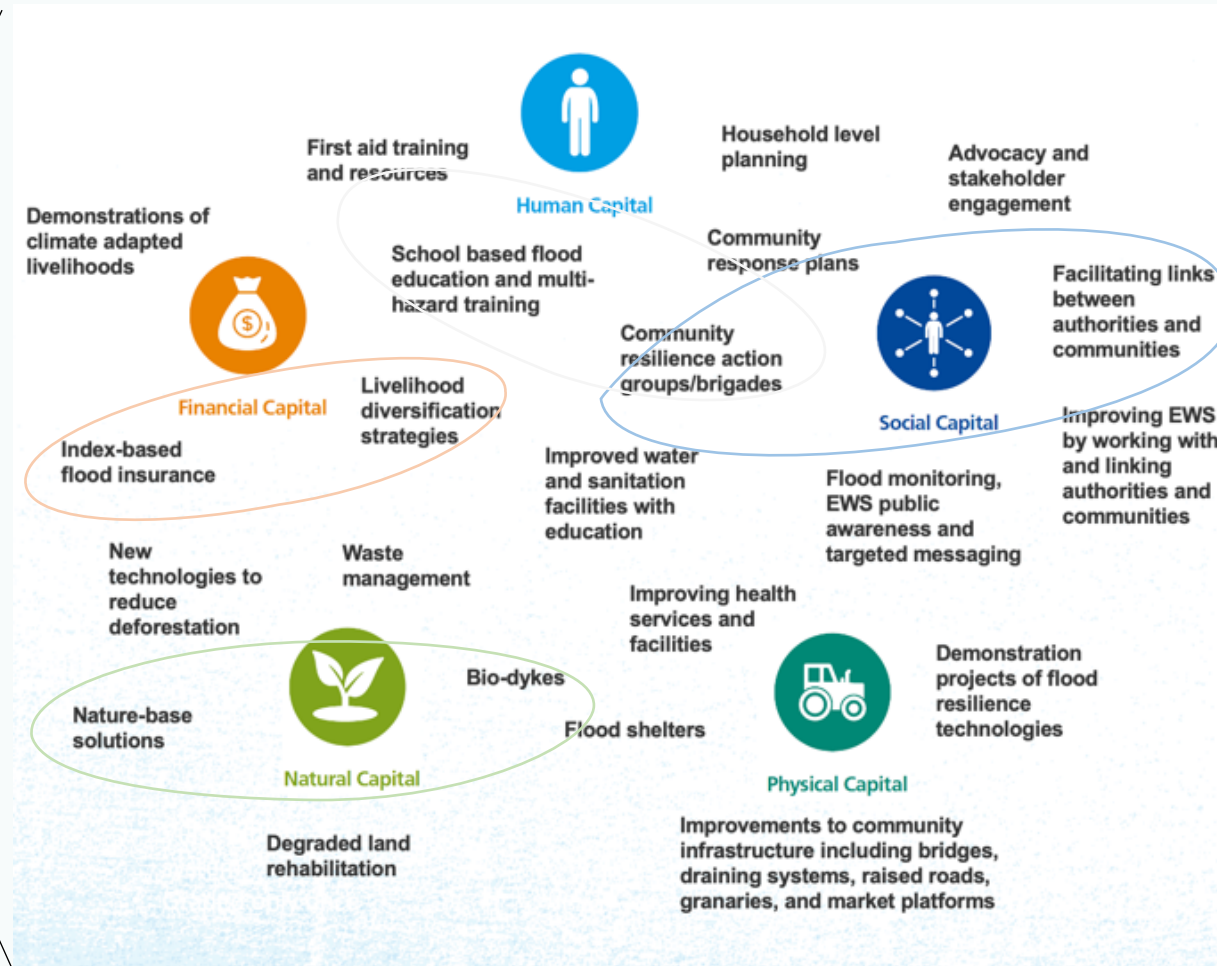 First aid training
and resources
Human Capital
Household level
planning
Advocacy and
stakeholder
engagement
Demonstrations of
climate adapted
livelihoods
School based flood
education and multi-
hazard training
Community
response plans
Facilitating links
between
authorities and
communities
$
Community
resilience action
groups/brigades
Financial Capital
Livelihood
diversification
strategies
Social Capital
Index-based
flood insurance
Improved water
and sanitation
facilities with
education
Flood monitoring,
EWS public
awareness and
targeted messaging
Improving EWS
by working with
and linking
authorities and
communities
New
technologies to
reduce
deforestation
Waste
management
Improving health
services and
facilities
Bio-dykes
Demonstration
projects of flood
resilience
technologies
Nature-base
solutions
Flood shelters
Natural Capital
Physical Capital
Degraded land
rehabilitation
Improvements to community
infrastructure including bridges,
draining systems, raised roads,
granaries, and market platforms